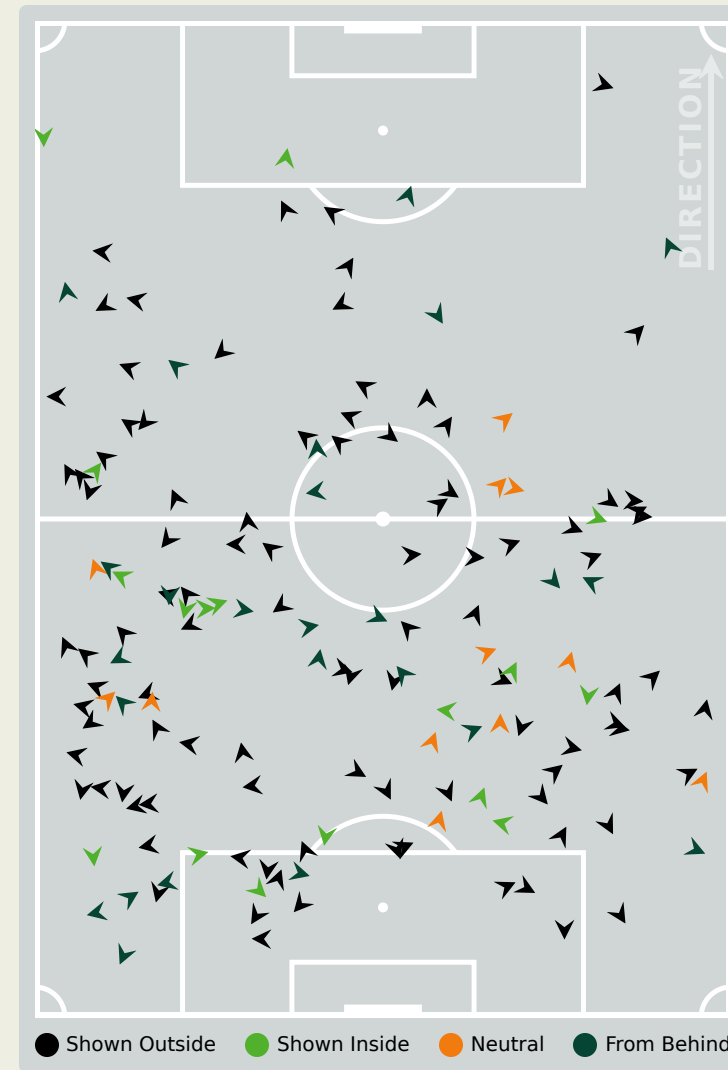 DIRECTION
Shown Outside
Shown Inside
Neutral
From Behind